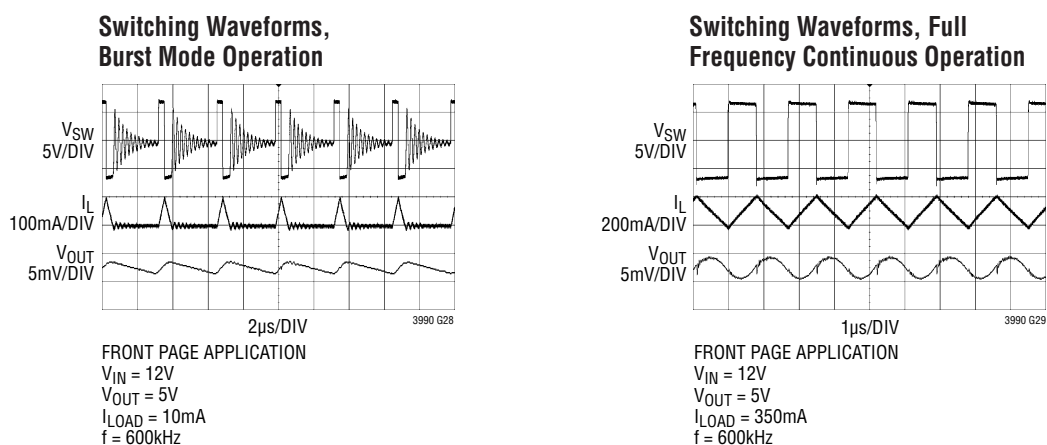 Switching Waveforms,
Burst Mode Operation
VSW
5V/DIV
IL
100mA/DIV
VOUT
5mV/DIV
2µs/DIV
3990 G28
FRONT PAGE APPLICATION
VIN = 12V
VOUT = 5V
ILOAD = 10mA
f = 600kHz
Switching Waveforms, Full
Frequency Continuous Operation
VSW
5V/DIV
IL
200mA/DIV
VOUT
5mV/DIV
1µs/DIV
3990 G29
FRONT PAGE APPLICATION
VIN = 12V
VOUT = 5V
ILOAD = 350mA
f = 600kHz